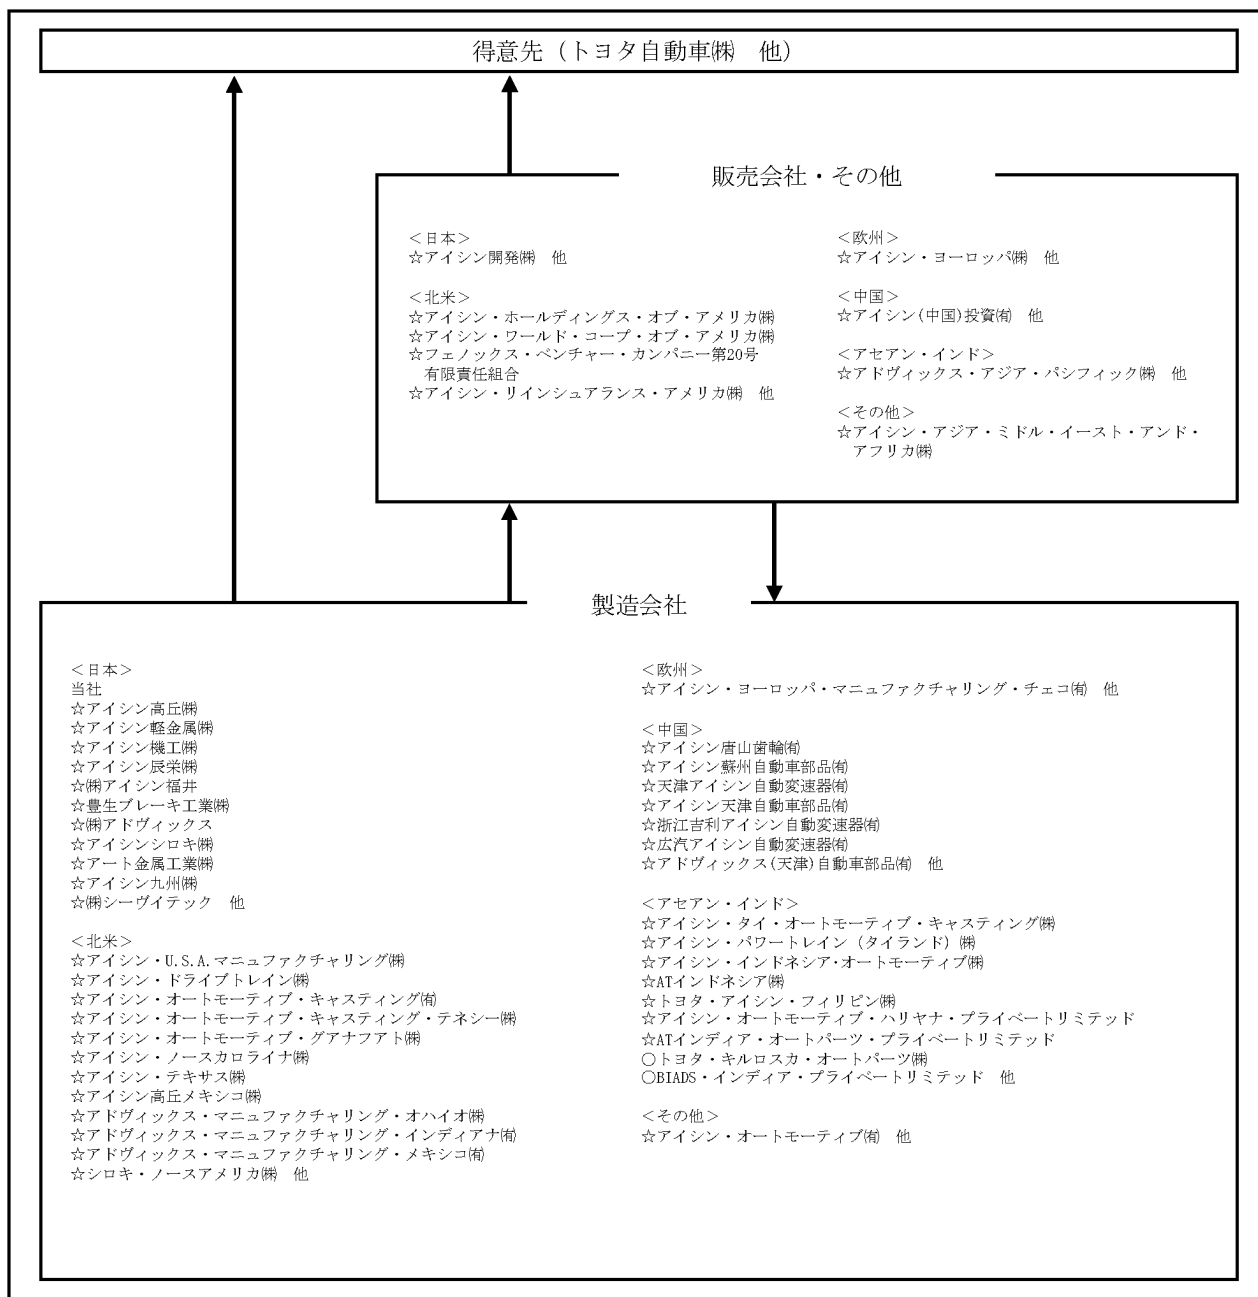 得意先（トヨタ自動車㈱　他）
販売会社・その他
＜日本＞
☆アイシン開発㈱　他
＜北米＞
☆アイシン・ホールディングス・オブ・アメリカ㈱
☆アイシン・ワールド・コープ・オブ・アメリカ㈱
☆フェノックス・ベンチャー・カンパニー第20号
有限責任組合
☆アイシン・リインシュアランス・アメリカ㈱　他
＜欧州＞
☆アイシン・ヨーロッパ㈱　他
＜中国＞
☆アイシン(中国)投資㈲　他
＜アセアン・インド＞
☆アドヴィックス・アジア・パシフィック㈱　他
＜その他＞
☆アイシン・アジア・ミドル・イースト・アンド・
アフリカ㈱
製造会社
＜日本＞
当社
☆アイシン高丘㈱
☆アイシン軽金属㈱
☆アイシン機工㈱
☆アイシン辰栄㈱
☆㈱アイシン福井
☆豊生ブレーキ工業㈱
☆㈱アドヴィックス
☆アイシンシロキ㈱
☆アート金属工業㈱
☆アイシン九州㈱
☆㈱シーヴイテック　他
＜北米＞
☆アイシン・U.S.A.マニュファクチャリング㈱
☆アイシン・ドライブトレイン㈱
☆アイシン・オートモーティブ・キャスティング㈲
☆アイシン・オートモーティブ・キャスティング・テネシー㈱
☆アイシン・オートモーティブ・グアナフアト㈱
☆アイシン・ノースカロライナ㈱
☆アイシン・テキサス㈱
☆アイシン高丘メキシコ㈱
☆アドヴィックス・マニュファクチャリング・オハイオ㈱
☆アドヴィックス・マニュファクチャリング・インディアナ㈲
☆アドヴィックス・マニュファクチャリング・メキシコ㈲
☆シロキ・ノースアメリカ㈱　他
＜欧州＞
☆アイシン・ヨーロッパ・マニュファクチャリング・チェコ㈲　他
＜中国＞
☆アイシン唐山歯輪㈲
☆アイシン蘇州自動車部品㈲
☆天津アイシン自動変速器㈲
☆アイシン天津自動車部品㈲
☆浙江吉利アイシン自動変速器㈲
☆広汽アイシン自動変速器㈲
☆アドヴィックス(天津)自動車部品㈲　他
＜アセアン・インド＞
☆アイシン・タイ・オートモーティブ・キャスティング㈱
☆アイシン・パワートレイン（タイランド）㈱
☆アイシン・インドネシア・オートモーティブ㈱
☆ATインドネシア㈱
☆トヨタ・アイシン・フィリピン㈱
☆アイシン・オートモーティブ・ハリヤナ・プライベートリミテッド
☆ATインディア・オートパーツ・プライベートリミテッド
○トヨタ・キルロスカ・オートパーツ㈱
○BIADS・インディア・プライベートリミテッド　他
＜その他＞
☆アイシン・オートモーティブ㈲　他